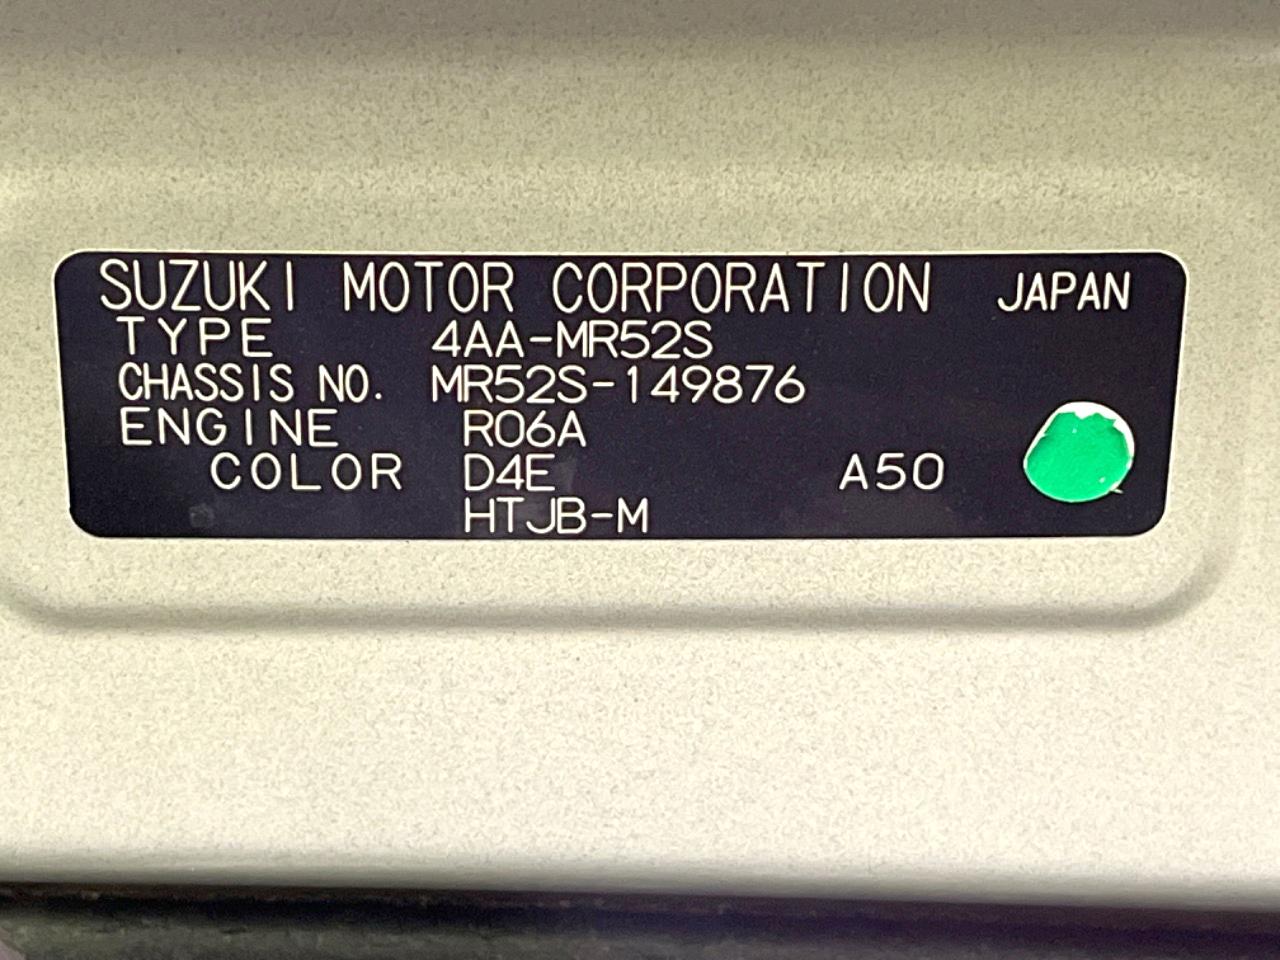 SUZUKI MOTOR CORPORATION JAPAN
TYPE 4AA-MR52S
CHASSIS NO. MR52S-149876
ENGINE R06A
COLOR D4E A50
HTJB-M